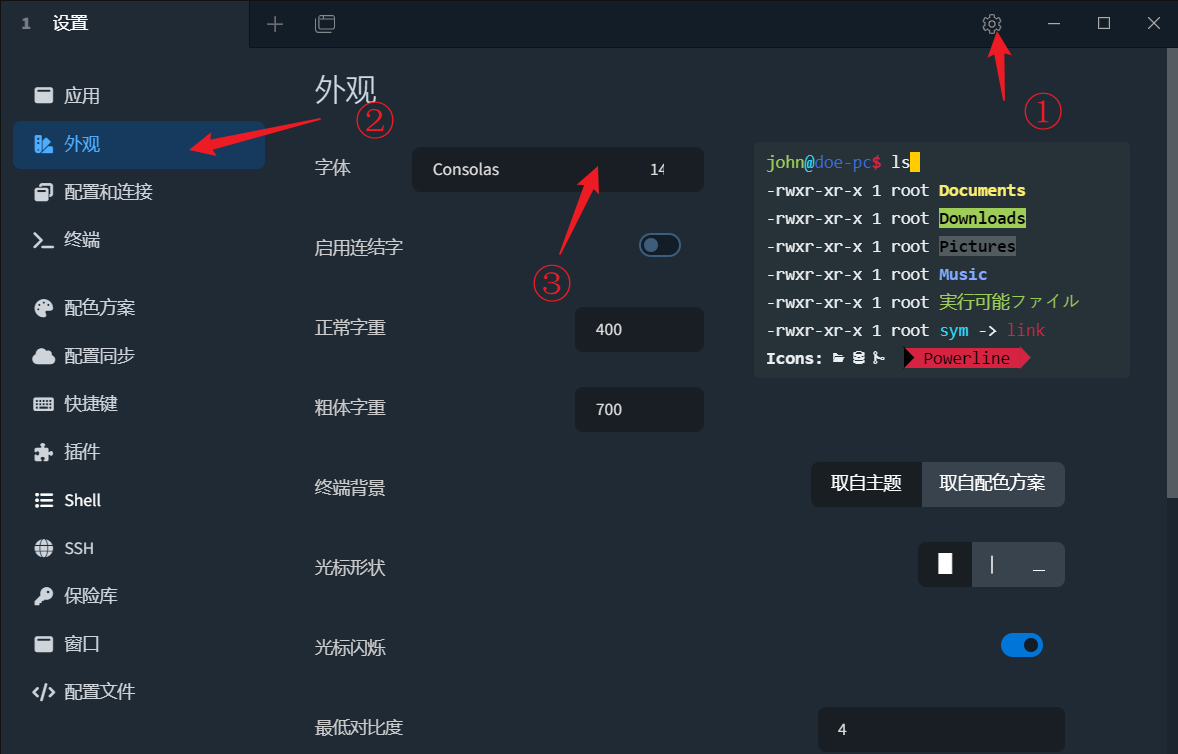 1 设置
①
应用
外观
配置和连接
终端
配色方案
配置同步
快捷键
插件
Shell
SSH
保险库
窗口
配置文件
外观
②
字体 Consolas 14
③
启用连结字
正常字重 400
粗体字重 700
john@doe-pc$ ls
-rwxr-xr-x 1 root Documents
-rwxr-xr-x 1 root Downloads
-rwxr-xr-x 1 root Pictures
-rwxr-xr-x 1 root Music
-rwxr-xr-x 1 root 実行可能ファイル
-rwxr-xr-x 1 root sym -> link
Icons: Powerline
终端背景 取自主题 取自配色方案
光标形状 █ | _
光标闪烁
最低对比度 4